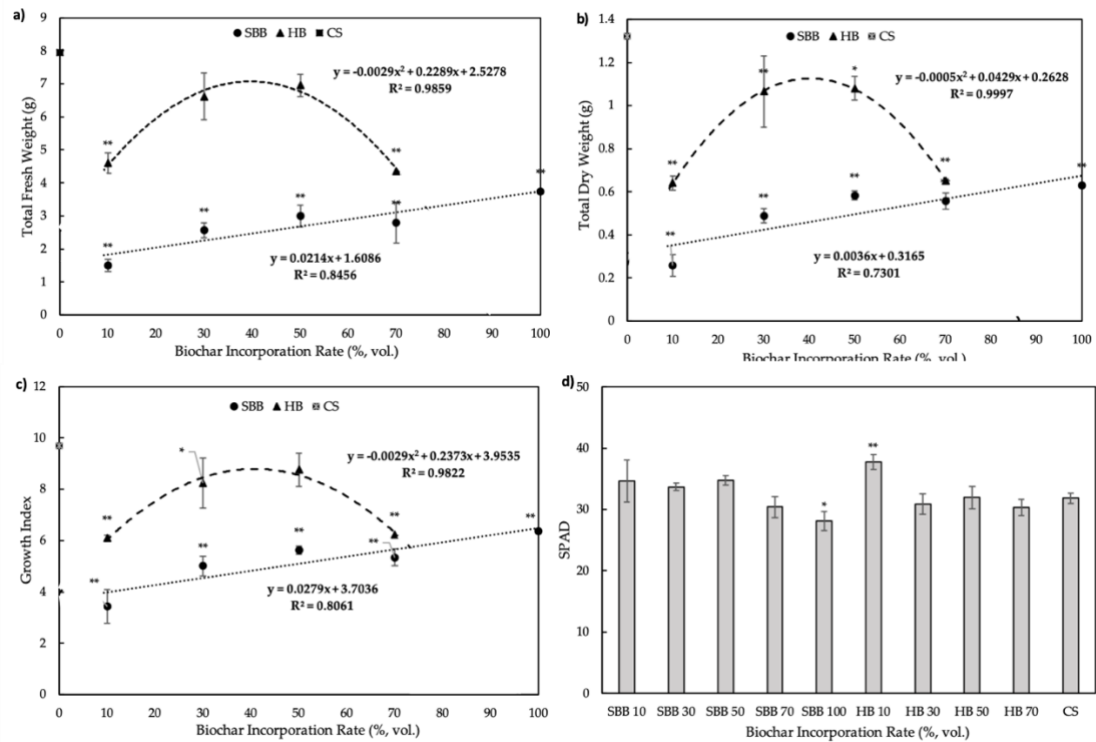 a)
9
8
7
6
5
4
3
2
1
0
Total Fresh Weight (g)
● SBB ▲ HB ■ CS
y = -0.0029x² + 0.2289x + 2.5278
R² = 0.9859
**
**
**
**
**
**
**
y = 0.0214x + 1.6086
R² = 0.8456
0 10 20 30 40 50 60 70 80 90 100
Biochar Incorporation Rate (%, vol.)
b)
1.4
1.2
1
0.8
0.6
0.4
0.2
0
Total Dry Weight (g)
● SBB ▲ HB CS
y = -0.0005x² + 0.0429x + 0.2628
R² = 0.9997
**
**
*
**
**
**
**
**
**
y = 0.0036x + 0.3165
R² = 0.7301
0 10 20 30 40 50 60 70 80 90 100
Biochar Incorporation Rate (%, vol.)
c)
12
10
8
6
4
2
0
Growth Index
● SBB ▲ HB CS
y = -0.0029x² + 0.2373x + 3.9535
R² = 0.9822
**
*
**
**
**
**
**
**
y = 0.0279x + 3.7036
R² = 0.8061
0 10 20 30 40 50 60 70 80 90 100
Biochar Incorporation Rate (%, vol.)
d)
50
40
30
20
10
0
SPAD
*
**
SBB 10 SBB 30 SBB 50 SBB 70 SBB 100 HB 10 HB 30 HB 50 HB 70 CS
Biochar Incorporation Rate (%, vol.)